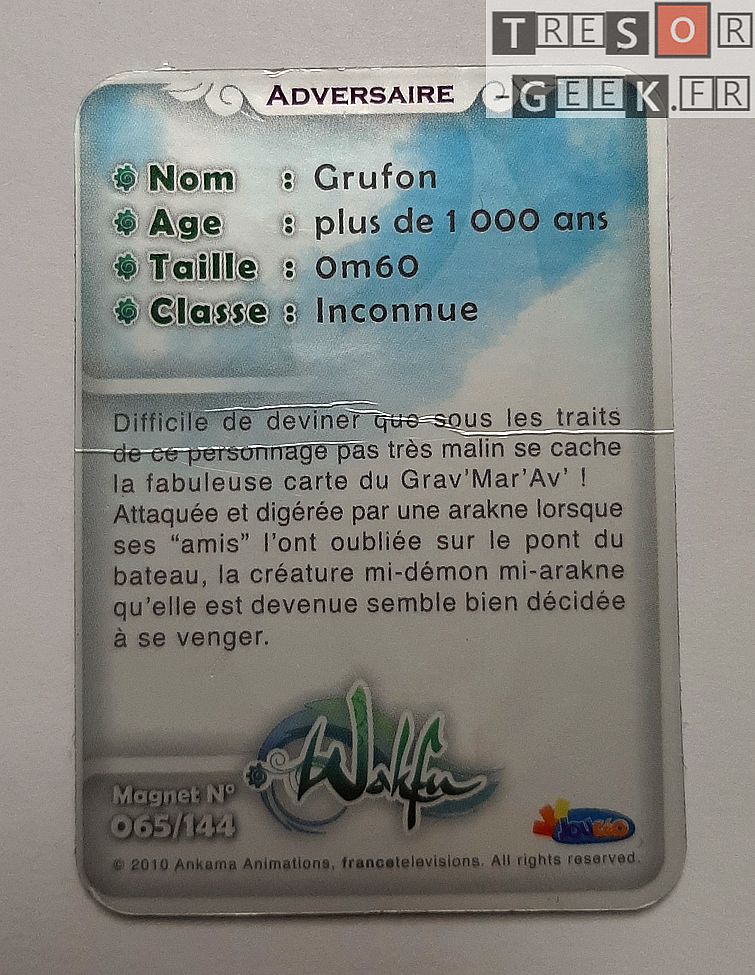 TRESOR
-GEEK.FR
ADVERSAIRE
Nom : Grufon
Age : plus de 1 000 ans
Taille : 0m60
Classe : Inconnue
Difficile de deviner que sous les traits
de ce personnage pas très malin se cache
la fabuleuse carte du Grav'Mar'Av' !
Attaquée et digérée par une arakne lorsque
ses “amis” l'ont oubliée sur le pont du
bateau, la créature mi-démon mi-arakne
qu'elle est devenue semble bien décidée
à se venger.
Wakfu
Magnet N°
065/144
© 2010 Ankama Animations, francetelevisions. All rights reserved.